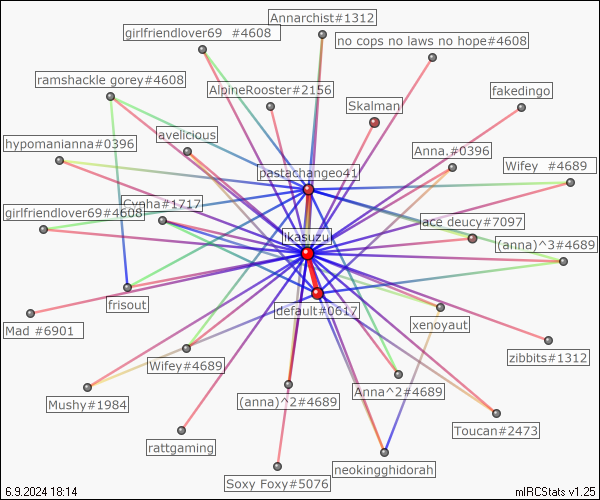 Annarchist#1312
girlfriendlover69 #4608
no cops no laws no hope#4608
ramshackle gorey#4608
AlpineRooster#2156
fakedingo
Skalman
hypomanianna#0396
avelicious
Anna.#0396
Wifey #4689
pastachangeo41
girlfriendlover69#4608
Cyoha#1717
ace deucy#7097
likasuzu
(anna)^3#4689
frisout
default#0617
Mad #6901
xenoyaut
zibbits#1312
Wifey#4689
Mushy#1984
(anna)^2#4689
Anna^2#4689
Toucan#2473
rattgaming
neokingghidorah
Soxy Foxy#5076
6.9.2024 18:14
mIRCStats v1.25